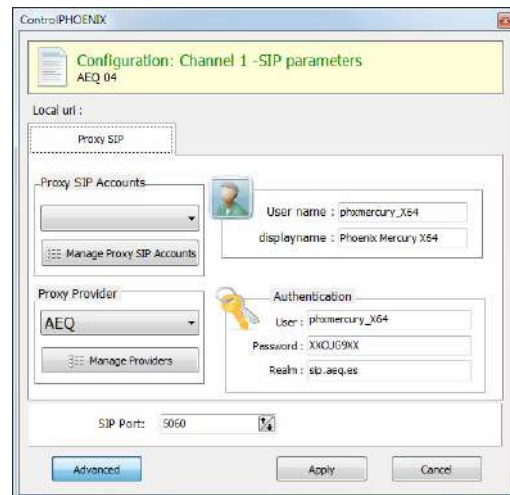 ControlPHOENIX
Configuration: Channel 1 -SIP parameters
AEQ 04
Local uri :
Proxy SIP
Proxy SIP Accounts
Manage Proxy SIP Accounts
User name : phxmercury_X64
displayname : Phoenix Mercury X64
Proxy Provider
AEQ
Manage Providers
Authentication
User : phxmercury_X64
Password : XXOJG9XX
Realm : sip.aeq.es
SIP Port: 5060
Advanced
Apply
Cancel